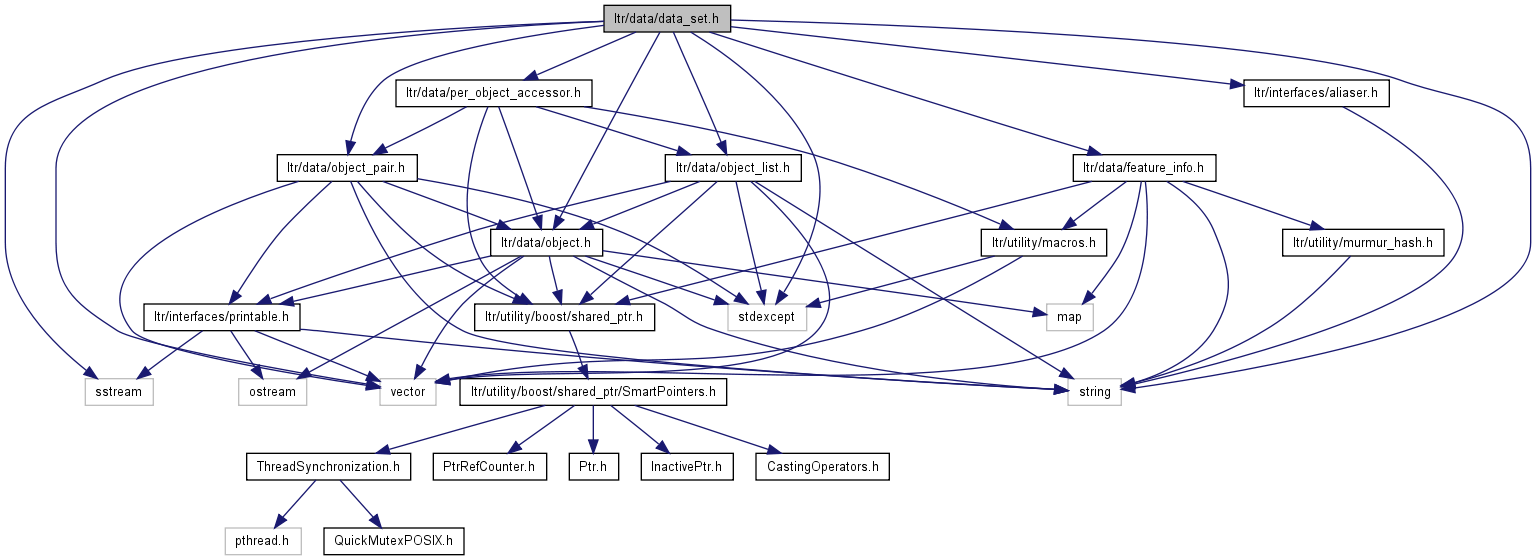 ltr/data/data_set.h
ltr/data/per_object_accessor.h
ltr/interfaces/aliaser.h
ltr/data/object_pair.h
ltr/data/object_list.h
ltr/data/feature_info.h
ltr/data/object.h
ltr/utility/macros.h
ltr/utility/murmur_hash.h
ltr/interfaces/printable.h
ltr/utility/boost/shared_ptr.h
stdexcept
map
sstream
ostream
vector
ltr/utility/boost/shared_ptr/SmartPointers.h
string
ThreadSynchronization.h
PtrRefCounter.h
Ptr.h
InactivePtr.h
CastingOperators.h
pthread.h
QuickMutexPOSIX.h